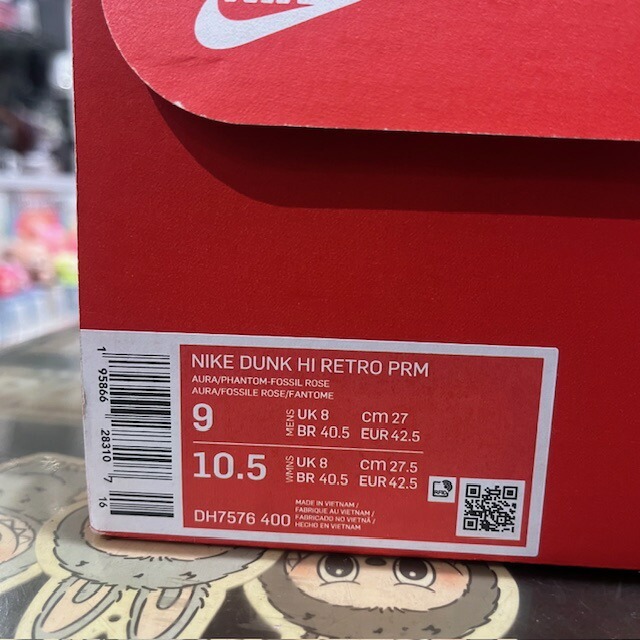 NIKE DUNK HI RETRO PRM
AURA/PHANTOM-FOSSIL ROSE
AURA/FOSSILE ROSE/FANTOME
9 MENS UK 8 CM 27
BR 40.5 EUR 42.5
10.5 WMNS UK 8 CM 27.5
BR 40.5 EUR 42.5
DH7576 400
MADE IN VIETNAM /
FABRIQUE AU VIETNAM /
FABRICADO NO VIETNÃ /
HECHO EN VIETNAM
1 95866 28310 7 16